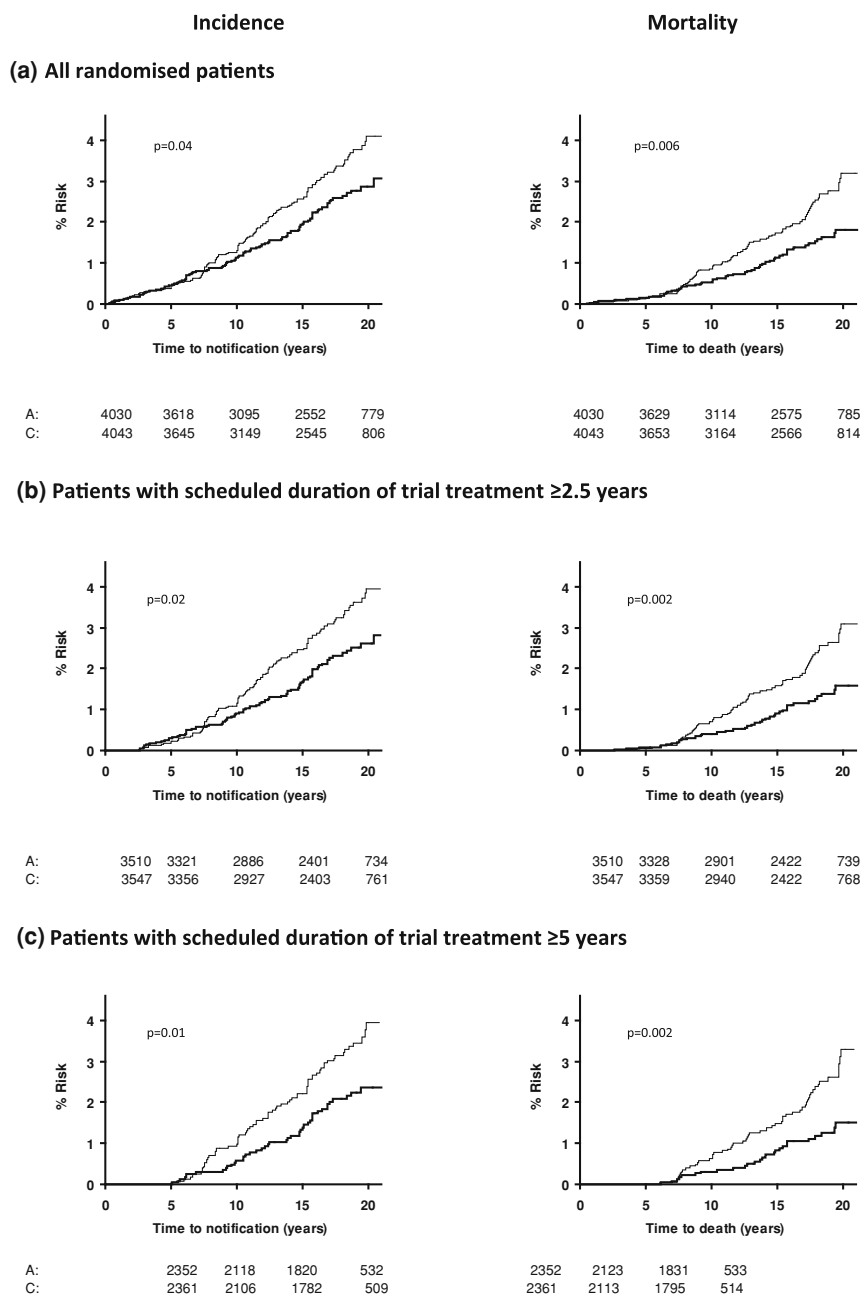 Incidence Mortality
(a) All randomised patients
p=0.04 p=0.006
4 4
3 3
% Risk % Risk
2 2
1 1
0 0
0 5 10 15 20 0 5 10 15 20
Time to notification (years) Time to death (years)
A: 4030 3618 3095 2552 779 4030 3629 3114 2575 785
C: 4043 3645 3149 2545 806 4043 3653 3164 2566 814
(b) Patients with scheduled duration of trial treatment ≥2.5 years
p=0.02 p=0.002
4 4
3 3
% Risk % Risk
2 2
1 1
0 0
0 5 10 15 20 0 5 10 15 20
Time to notification (years) Time to death (years)
A: 3510 3321 2886 2401 734 3510 3328 2901 2422 739
C: 3547 3356 2927 2403 761 3547 3359 2940 2422 768
(c) Patients with scheduled duration of trial treatment ≥5 years
p=0.01 p=0.002
4 4
3 3
% Risk % Risk
2 2
1 1
0 0
0 5 10 15 20 0 5 10 15 20
Time to notification (years) Time to death (years)
A: 2352 2118 1820 532 2352 2123 1831 533
C: 2361 2106 1782 509 2361 2113 1795 514